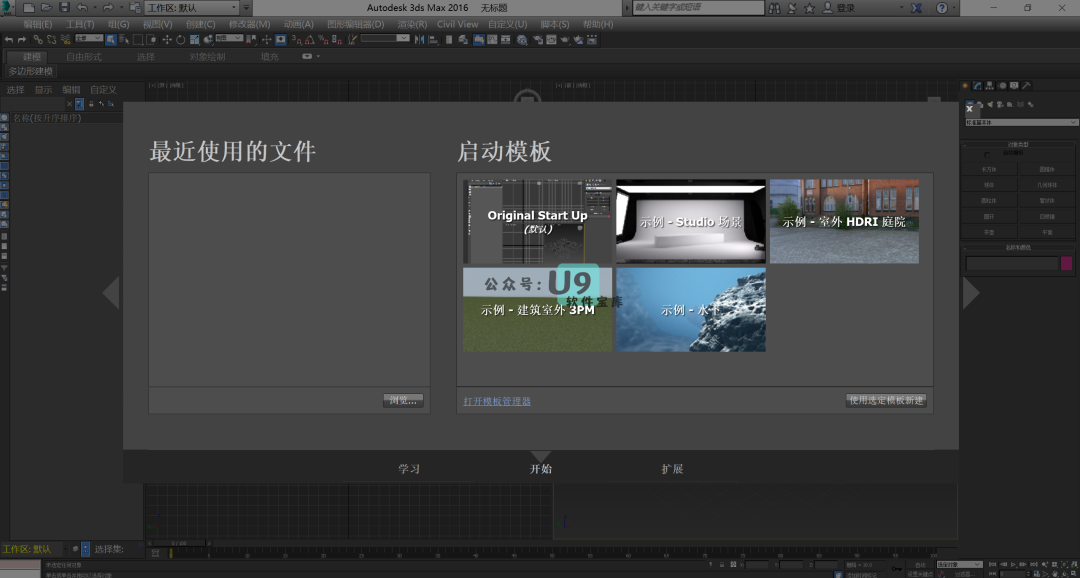 工作区: 默认
Autodesk 3ds Max 2016 无标题
键入关键字或短语
登录
编辑(E) 工具(T) 组(G) 视图(V) 创建(C) 修改器(M) 动画(A) 图形编辑器(D) 渲染(R) Civil View 自定义(U) 脚本(S) 帮助(H)
建模 自由形式 选择 对象绘制 填充
多边形建模
选择 显示 编辑 自定义
名称(按升序排序)
最近使用的文件
启动模板
Original Start Up
(默认)
示例 - Studio 场景
示例 - 室外 HDRI 庭院
公众号: U9
软件宝库
示例 - 建筑室外 3PM
示例 - 水下
浏览...
打开模板管理器
使用选定模板新建
学习 开始 扩展
工作区: 默认
选择集: